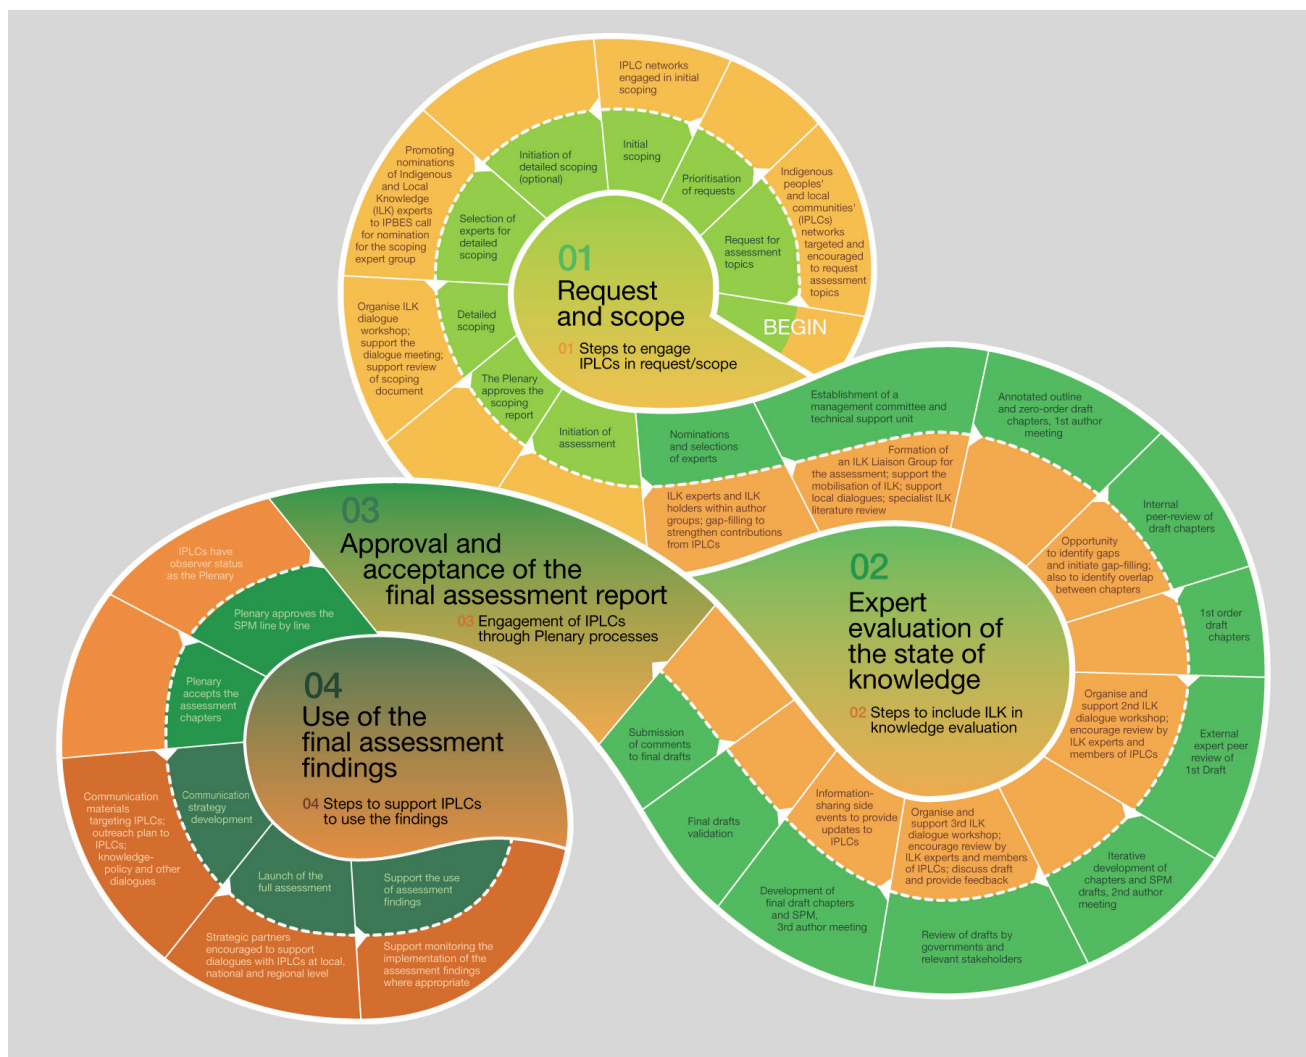 BEGIN
01
Request
and scope
01 Steps to engage
IPLCs in request/scope
Request for
assessment
topics
Indigenous
peoples'
and local
communities'
(IPLCs)
networks
targeted and
encouraged
to request
assessment
topics
Prioritisation
of requests
Initial
scoping
IPLC networks
engaged in initial
scoping
Initiation of
detailed scoping
(optional)
Selection of
experts for
detailed
scoping
Promoting
nominations
of Indigenous
and Local
Knowledge
(ILK) experts
to IPBES call
for nomination
for the scoping
expert group
Detailed
scoping
Organise ILK
dialogue
workshop;
support the
dialogue meeting;
support review
of scoping
document
The Plenary
approves the
scoping
report
Initiation of
assessment
02
Expert
evaluation of
the state of
knowledge
02 Steps to include ILK in
knowledge evaluation
Nominations
and selections
of experts
ILK experts and ILK
holders within author
groups; gap-filling to
strengthen contributions
from IPLCs
Establishment of a
management committee and
technical support unit
Formation of
an ILK Liaison Group for
the assessment; support the
mobilisation of ILK; support
local dialogues; specialist ILK
literature review
Annotated outline
and zero-order draft
chapters, 1st author
meeting
Internal
peer-review of
draft chapters
Opportunity
to identify gaps
and initiate gap-filling;
also to identify overlap
between chapters
1st order
draft
chapters
External
expert peer
review of
1st Draft
Organise and
support 2nd ILK
dialogue workshop;
encourage review by
ILK experts and
members of IPLCs
Iterative
development of
chapters and SPM
drafts, 2nd author
meeting
Review of drafts by
governments and
relevant stakeholders
Organise and
support 3rd ILK
dialogue workshop;
encourage review by
ILK experts and members
of IPLCs; discuss draft
and provide feedback
Development of
final draft chapters
and SPM,
3rd author meeting
Information-
sharing side
events to provide
updates to
IPLCs
Final drafts
validation
Submission
of comments
to final drafts
03
Approval and
acceptance of the
final assessment report
03 Engagement of IPLCs
through Plenary processes
Plenary approves the
SPM line by line
IPLCs have
observer status
as the Plenary
Plenary
accepts the
assessment
chapters
04
Use of the
final assessment
findings
04 Steps to support IPLCs
to use the findings
Communication
strategy
development
Communication
materials
targeting IPLCs;
outreach plan to
IPLCs;
knowledge-
policy and other
dialogues
Launch of the
full assessment
Strategic partners
encouraged to support
dialogues with IPLCs at local,
national and regional level
Support the use
of assessment
findings
Support monitoring the
implementation of the
assessment findings
where appropriate